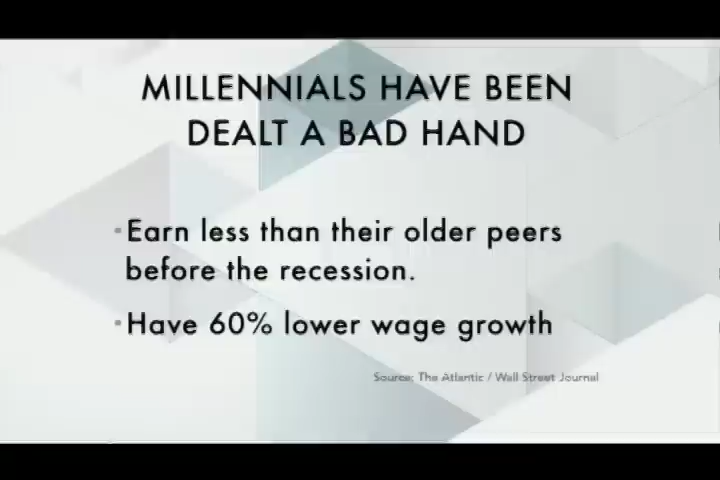 MILLENNIALS HAVE BEEN
DEALT A BAD HAND
·Earn less than their older peers
before the recession.
·Have 60% lower wage growth
Source: The Atlantic / Wall Street Journal